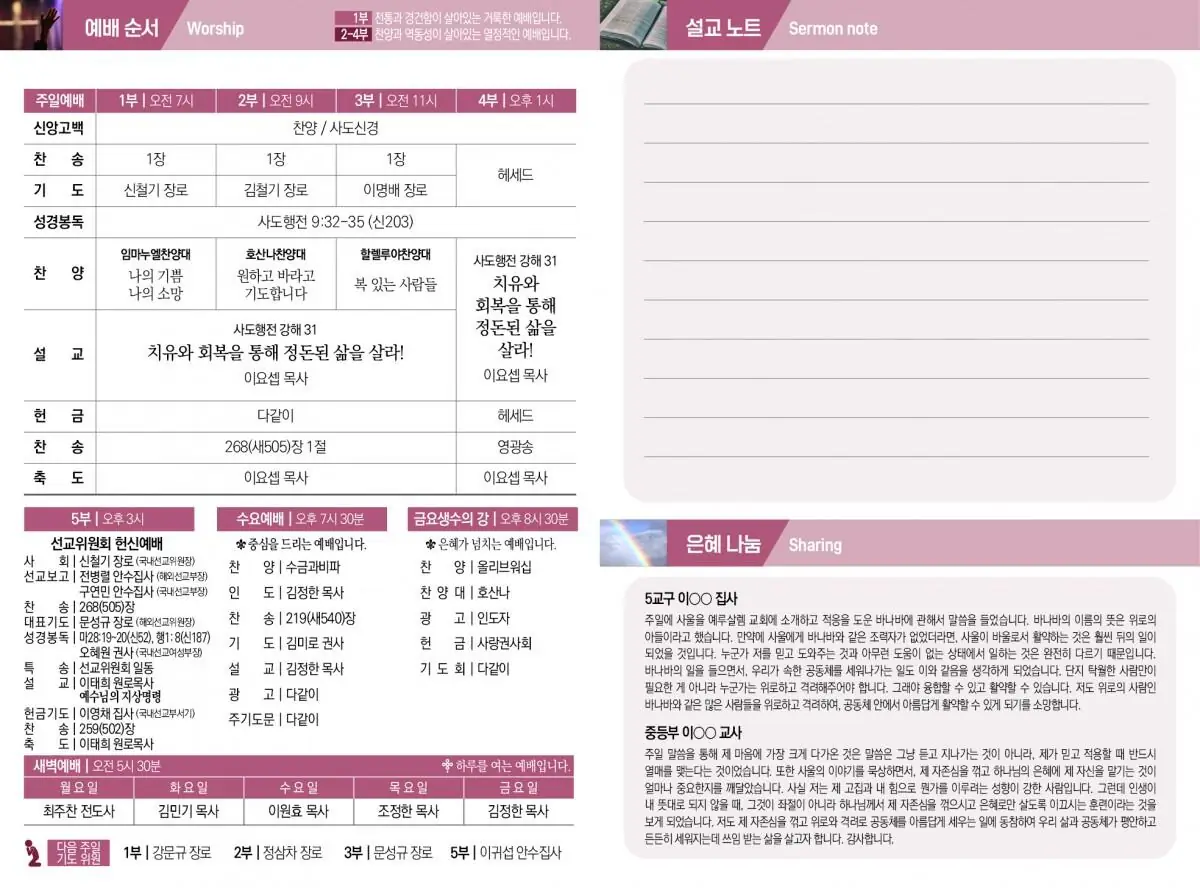 예배 순서 Worship
1부 전통과 경건함이 살아있는 거룩한 예배입니다.
2-4부 찬양과 역동성이 살아있는 열정적인 예배입니다.
주일예배 1부 | 오전 7시 2부 | 오전 9시 3부 | 오전 11시 4부 | 오후 1시
신앙고백 찬양 / 사도신경
찬 송 1장 1장 1장
헤세드
기 도 신철기 장로 김철기 장로 이명배 장로
성경봉독 사도행전 9:32-35 (신203)
찬 양
임마누엘찬양대
나의 기쁨
나의 소망
호산나찬양대
원하고 바라고
기도합니다
할렐루야찬양대
복 있는 사람들
사도행전 강해 31
치유와
회복을 통해
정돈된 삶을
살라!
이요셉 목사
설 교
사도행전 강해 31
치유와 회복을 통해 정돈된 삶을 살라!
이요셉 목사
헌 금 다같이 헤세드
찬 송 268(새505)장 1절 영광송
축 도 이요셉 목사 이요셉 목사
5부 | 오후 3시
선교위원회 헌신예배
사 회 | 신철기 장로 (국내선교위원장)
선교보고 | 전병렬 안수집사 (해외선교부장)
구연민 안수집사 (국내선교부장)
찬 송 | 268(505)장
대표기도 | 문성규 장로 (해외선교위원장)
성경봉독 | 마28:19~20(신52), 행1: 8(신187)
오혜원 권사 (국내선교여성부장)
특 송 | 선교위원회 일동
설 교 | 이태희 원로목사
예수님의 지상명령
헌금기도 | 이영채 집사 (국내선교부서기)
찬 송 | 259(502)장
축 도 | 이태희 원로목사
수요예배 | 오후 7시 30분
중심을 드리는 예배입니다.
찬 양 | 수금과비파
인 도 | 김정한 목사
찬 송 | 219(새540)장
기 도 | 김미로 권사
설 교 | 김정한 목사
광 고 | 다같이
주기도문 | 다같이
금요생수의 강 | 오후 8시 30분
은혜가 넘치는 예배입니다.
찬 양 | 올리브워십
찬 양 대 | 호산나
광 고 | 인도자
헌 금 | 사랑권사회
기 도 회 | 다같이
새벽예배 | 오전 5시 30분 하루를 여는 예배입니다.
월 요 일 화 요 일 수 요 일 목 요 일 금 요 일
최주찬 전도사 김민기 목사 이원효 목사 조정한 목사 김정한 목사
다음 주일
기도 위원
1부 | 강문규 장로 2부 | 정삼차 장로 3부 | 문성규 장로 5부 | 이귀섭 안수집사
설교 노트 Sermon note
은혜 나눔 Sharing
5교구 이○○ 집사
주일에 사울을 예루살렘 교회에 소개하고 적응을 도운 바나바에 관해서 말씀을 들었습니다. 바나바의 이름의 뜻은 위로의
아들이라고 했습니다. 만약에 사울에게 바나바와 같은 조력자가 없었더라면, 사울이 바울로서 활약하는 것은 훨씬 뒤의 일이
되었을 것입니다. 누군가 저를 믿고 도와주는 것과 아무런 도움이 없는 상태에서 일하는 것은 완전히 다르기 때문입니다.
바나바의 일을 들으면서, 우리가 속한 공동체를 세워나가는 일도 이와 같음을 생각하게 되었습니다. 단지 탁월한 사람만이
필요한 게 아니라 누군가는 위로하고 격려해주어야 합니다. 그래야 융합할 수 있고 활약할 수 있습니다. 저도 위로의 사람인
바나바와 같은 많은 사람들을 위로하고 격려하여, 공동체 안에서 아름답게 활약할 수 있게 되기를 소망합니다.
중등부 이○○ 교사
주일 말씀을 통해 제 마음에 가장 크게 다가온 것은 말씀은 그냥 듣고 지나가는 것이 아니라, 제가 믿고 적용할 때 반드시
열매를 맺는다는 것이었습니다. 또한 사울의 이야기를 묵상하면서, 제 자존심을 꺾고 하나님의 은혜에 제 자신을 맡기는 것이
얼마나 중요한지를 깨달았습니다. 사실 저는 제 고집과 내 힘으로 뭔가를 이루려는 성향이 강한 사람입니다. 그런데 인생이
내 뜻대로 되지 않을 때, 그것이 좌절이 아니라 하나님께서 제 자존심을 꺾으시고 은혜로만 살도록 이끄시는 훈련이라는 것을
보게 되었습니다. 저도 제 자존심을 꺾고 위로와 격려로 공동체를 아름답게 세우는 일에 동참하여 우리 삶과 공동체가 평안하고
든든히 세워지는데 쓰임 받는 삶을 살고자 합니다. 감사합니다.